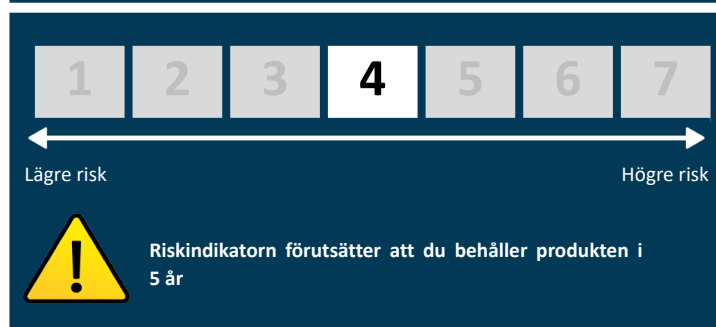 1 2 3 4 5 6 7
Lägre risk Högre risk
Riskindikatorn förutsätter att du behåller produkten i
5 år